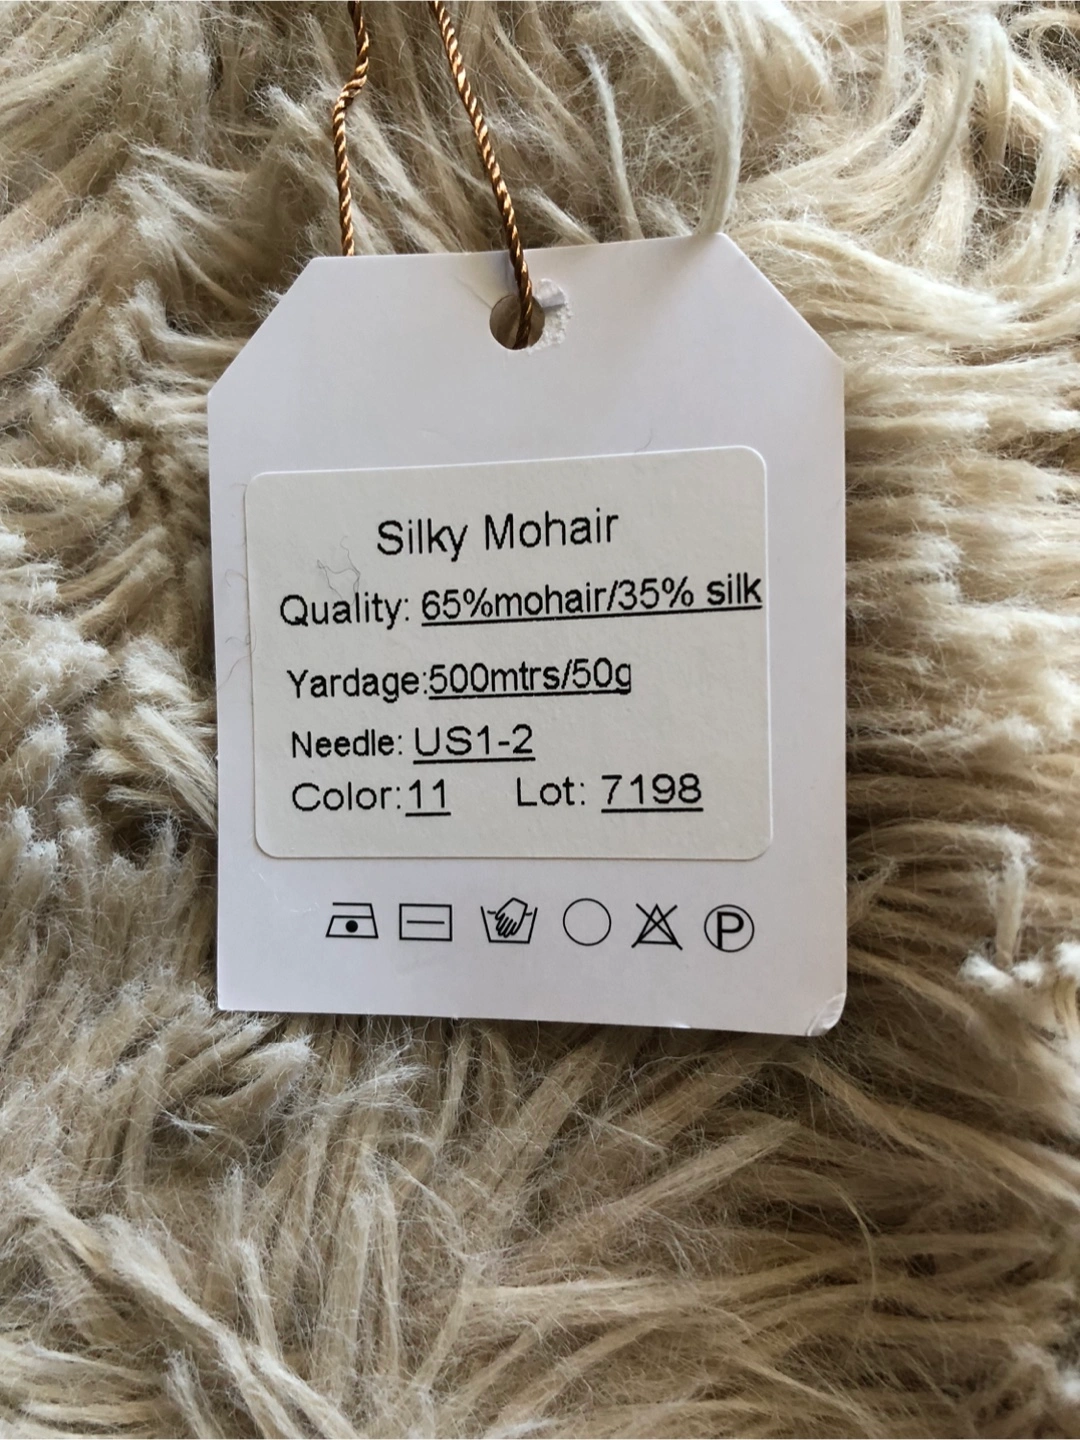 Silky Mohair
Quality: 65%mohair/35% silk
Yardage:500mtrs/50g
Needle: US1-2
Color:11 Lot: 7198
P